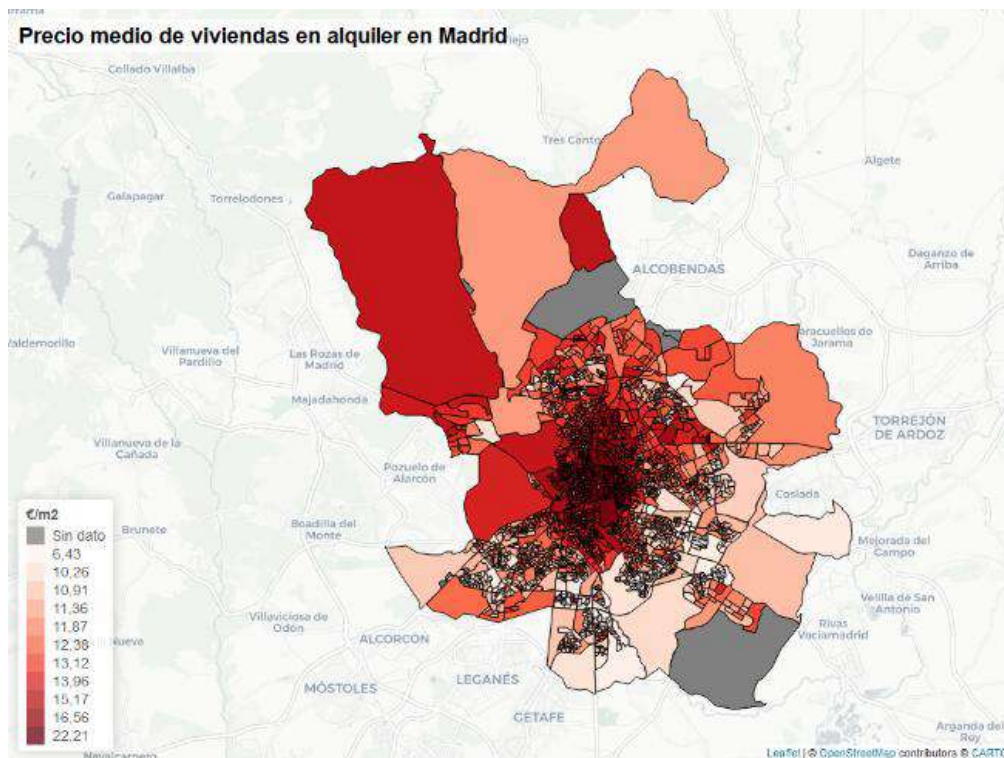 Precio medio de viviendas en alquiler en Madrid
Collado Villalba
Tres Canto
Algete
Galapagar
Torrelodones
Daganzo de
Arriba
ALCOBENDAS
Valdemorillo
Villanueva del
Pardillo
Las Rozas de
Madrid
aracuellos de
Jarama
Majadahonda
TORREJÓN
DE ARDOZ
Villanueva de la
Cañada
Pozuelo de
Alarcón
Coslada
€/m2
Sin dato
6,43
10,26
10,91
11,36
11,87
12,38
13,12
13,96
15,17
16,56
22,21
Brunete
Boadilla del
Monte
Mejorada del
Campo
Velilla de San
Antonio
Villaviciosa de
Odón
Rivas
Vaciamadrid
ALCORCÓN
MÓSTOLES
LEGANÉS
GETAFE
Arganda del
Rey
Navalcarnero
Leaflet | © OpenStreetMap contributors © CARTO